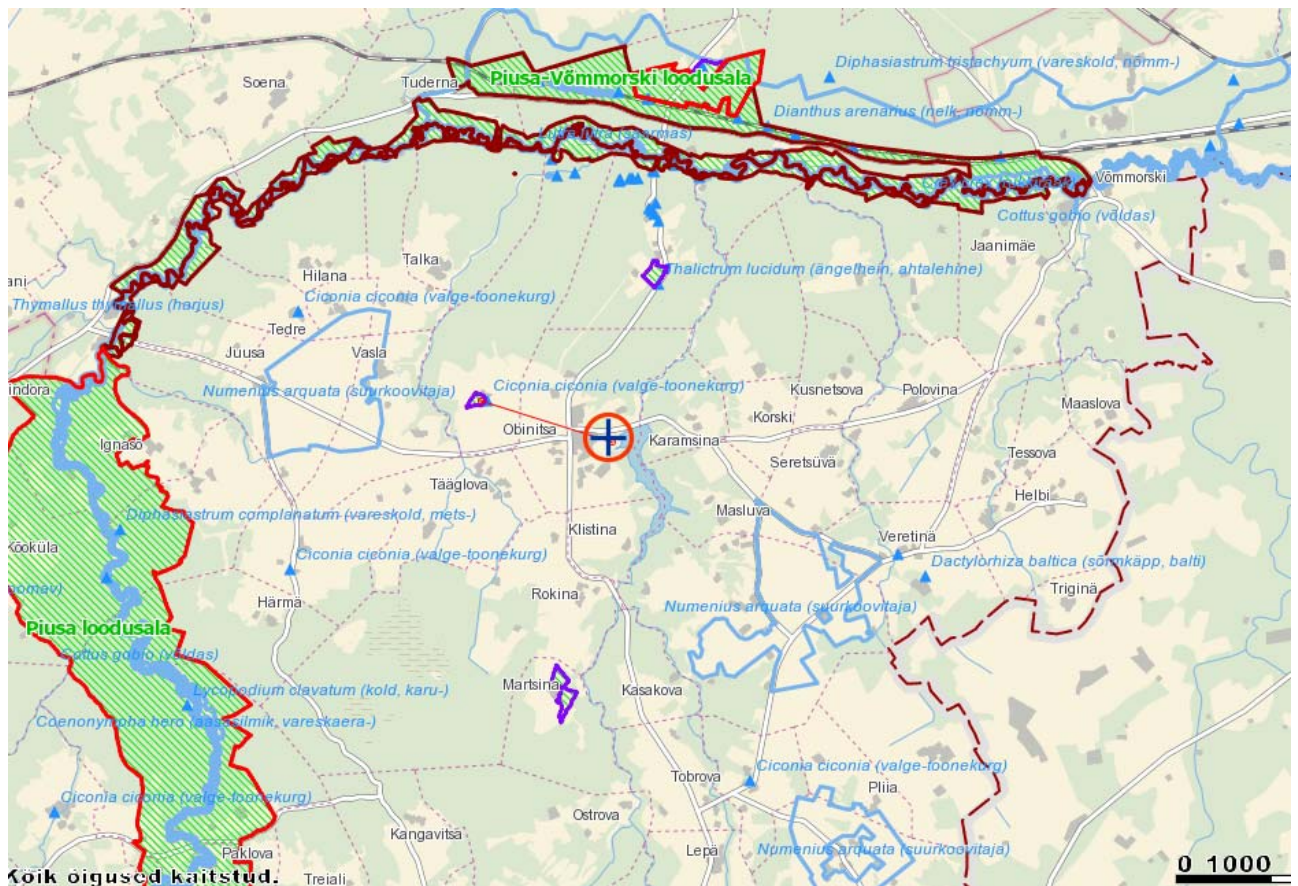 Diphasiastrum tristachyum (vareskold, nõmm-)
Piusa-Võmmorski loodusala
Soena
Tuderna
Dianthus arenarius (nelk, nõmm-)
Võmmorski
Cottus gobio (võldas)
Jaanimäe
Talka
Hilana
Thalictrum lucidum (ängelhein, ahtalehine)
Ciconia ciconia (valge-toonekurg)
Thymallus thymallus (harjus)
Tedre
Juusa
Vasla
Numenius arquata (suurkoovitaja)
Ciconia ciconia (valge-toonekurg)
Kusnetsova
Polovina
Maaslova
Korski
Obinitsa
Karamsina
Ignasõ
Tessova
Seretsüvä
Tääglova
Helbi
Masluva
Diphasiastrum complanatum (vareskold, mets-)
Klistina
Veretinä
Kõoküla
Ciconia ciconia (valge-toonekurg)
Dactylorhiza baltica (sõrmkäpp, balti)
Triginä
Rokina
Härmä
Numenius arquata (suurkoovitaja)
Piusa loodusala
Cottus gobio (võldas)
Martsina
Kasakova
Lycopodium clavatum (kold, karu-)
Coenonympha hero (aasasilmik, vareskaera-)
Tobrova
Ciconia ciconia (valge-toonekurg)
Pliia
Ciconia ciconia (valge-toonekurg)
Ostrova
Kangavitsa
Lepä
Numenius arquata (suurkoovitaja)
Paklova
Treiali
Kõik õigused kaitstud.
0 1000